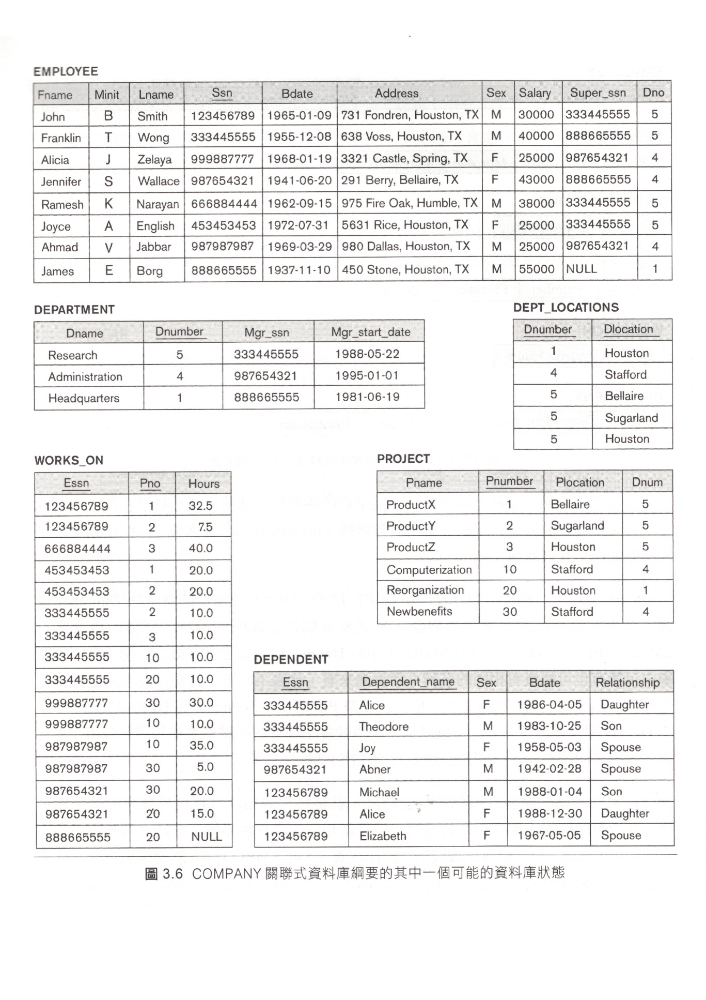 EMPLOYEE
Fname Minit Lname Ssn Bdate Address Sex Salary Super_ssn Dno
John B Smith 123456789 1965-01-09 731 Fondren, Houston, TX M 30000 333445555 5
Franklin T Wong 333445555 1955-12-08 638 Voss, Houston, TX M 40000 888665555 5
Alicia J Zelaya 999887777 1968-01-19 3321 Castle, Spring, TX F 25000 987654321 4
Jennifer S Wallace 987654321 1941-06-20 291 Berry, Bellaire, TX F 43000 888665555 4
Ramesh K Narayan 666884444 1962-09-15 975 Fire Oak, Humble, TX M 38000 333445555 5
Joyce A English 453453453 1972-07-31 5631 Rice, Houston, TX F 25000 333445555 5
Ahmad V Jabbar 987987987 1969-03-29 980 Dallas, Houston, TX M 25000 987654321 4
James E Borg 888665555 1937-11-10 450 Stone, Houston, TX M 55000 NULL 1
DEPARTMENT
Dname Dnumber Mgr_ssn Mgr_start_date
Research 5 333445555 1988-05-22
Administration 4 987654321 1995-01-01
Headquarters 1 888665555 1981-06-19
DEPT_LOCATIONS
Dnumber Dlocation
1 Houston
4 Stafford
5 Bellaire
5 Sugarland
5 Houston
WORKS_ON
Essn Pno Hours
123456789 1 32.5
123456789 2 7.5
666884444 3 40.0
453453453 1 20.0
453453453 2 20.0
333445555 2 10.0
333445555 3 10.0
333445555 10 10.0
333445555 20 10.0
999887777 30 30.0
999887777 10 10.0
987987987 10 35.0
987987987 30 5.0
987654321 30 20.0
987654321 20 15.0
888665555 20 NULL
PROJECT
Pname Pnumber Plocation Dnum
ProductX 1 Bellaire 5
ProductY 2 Sugarland 5
ProductZ 3 Houston 5
Computerization 10 Stafford 4
Reorganization 20 Houston 1
Newbenefits 30 Stafford 4
DEPENDENT
Essn Dependent_name Sex Bdate Relationship
333445555 Alice F 1986-04-05 Daughter
333445555 Theodore M 1983-10-25 Son
333445555 Joy F 1958-05-03 Spouse
987654321 Abner M 1942-02-28 Spouse
123456789 Michael M 1988-01-04 Son
123456789 Alice F 1988-12-30 Daughter
123456789 Elizabeth F 1967-05-05 Spouse
圖 3.6 COMPANY 關聯式資料庫綱要的其中一個可能的資料庫狀態